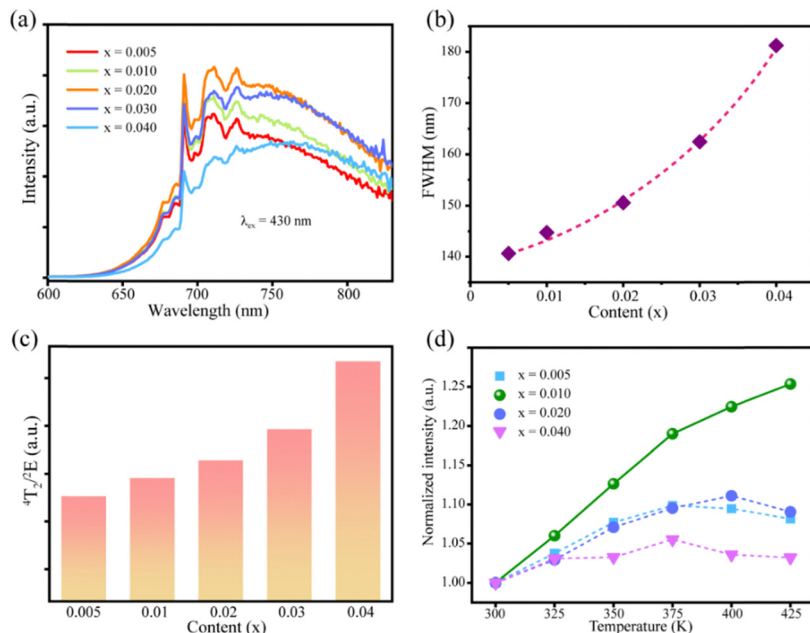 (a)
x = 0.005
x = 0.010
x = 0.020
x = 0.030
x = 0.040
λex = 430 nm
Intensity (a.u.)
600 650 700 750 800
Wavelength (nm)
(b)
180
170
160
150
140
FWHM (nm)
0 0.01 0.02 0.03 0.04
Content (x)
(c)
⁴T₂/²E (a.u.)
0.005 0.01 0.02 0.03 0.04
Content (x)
(d)
x = 0.005
x = 0.010
x = 0.020
x = 0.040
1.25
1.20
1.15
1.10
1.05
1.00
Normalized intensity (a.u.)
300 325 350 375 400 425
Temperature (K)